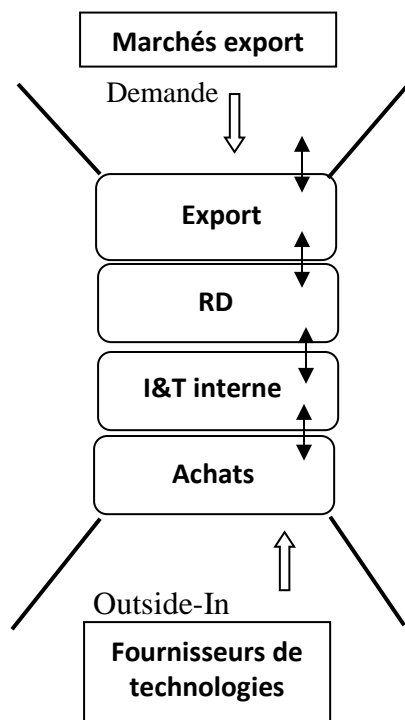 Marchés export
Demande
Export
RD
I&T interne
Achats
Outside-In
Fournisseurs de
technologies